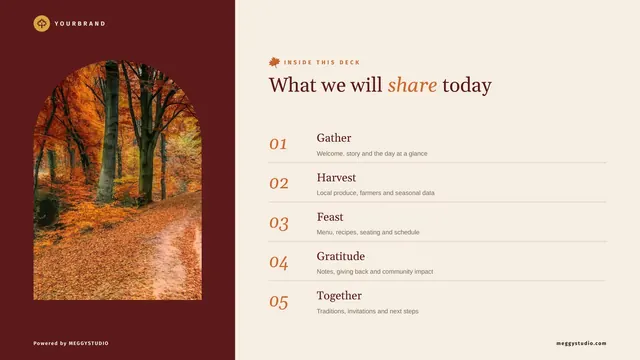 YOURBRAND
INSIDE THIS DECK
What we will share today
01
Gather
Welcome, story and the day at a glance
02
Harvest
Local produce, farmers and seasonal data
03
Feast
Menu, recipes, seating and schedule
04
Gratitude
Notes, giving back and community impact
05
Together
Traditions, invitations and next steps
Powered by MEGGYSTUDIO
meggystudio.com